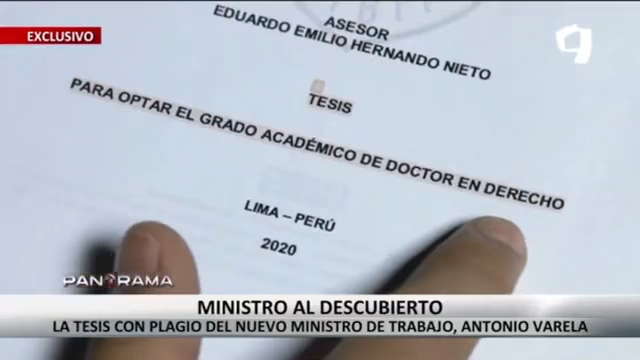 EXCLUSIVO
ASESOR
EDUARDO EMILIO HERNANDO NIETO
TESIS
PARA OPTAR EL GRADO ACADÉMICO DE DOCTOR EN DERECHO
LIMA – PERÚ
2020
PANORAMA
MINISTRO AL DESCUBIERTO
LA TESIS CON PLAGIO DEL NUEVO MINISTRO DE TRABAJO, ANTONIO VARELA